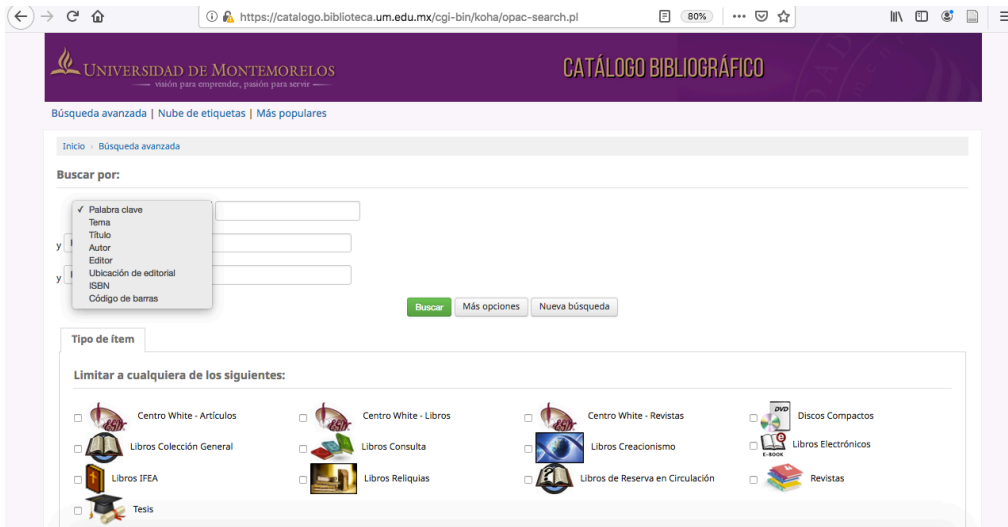 https://catalogo.biblioteca.um.edu.mx/cgi-bin/koha/opac-search.pl 80%
UNIVERSIDAD DE MONTEMORELOS
visión para emprender, pasión para servir
CATÁLOGO BIBLIOGRÁFICO
Búsqueda avanzada | Nube de etiquetas | Más populares
Inicio › Búsqueda avanzada
Buscar por:
✓ Palabra clave
Tema
Título
y
Autor
Editor
Ubicación de editorial
y
ISBN
Código de barras
Buscar Más opciones Nueva búsqueda
Tipo de ítem
Limitar a cualquiera de los siguientes:
Centro White - Artículos Centro White - Libros Centro White - Revistas DVD Discos Compactos
Libros Colección General Libros Consulta Libros Creacionismo E-BOOK Libros Electrónicos
Libros IFEA Libros Reliquias Libros de Reserva en Circulación Revistas
Tesis